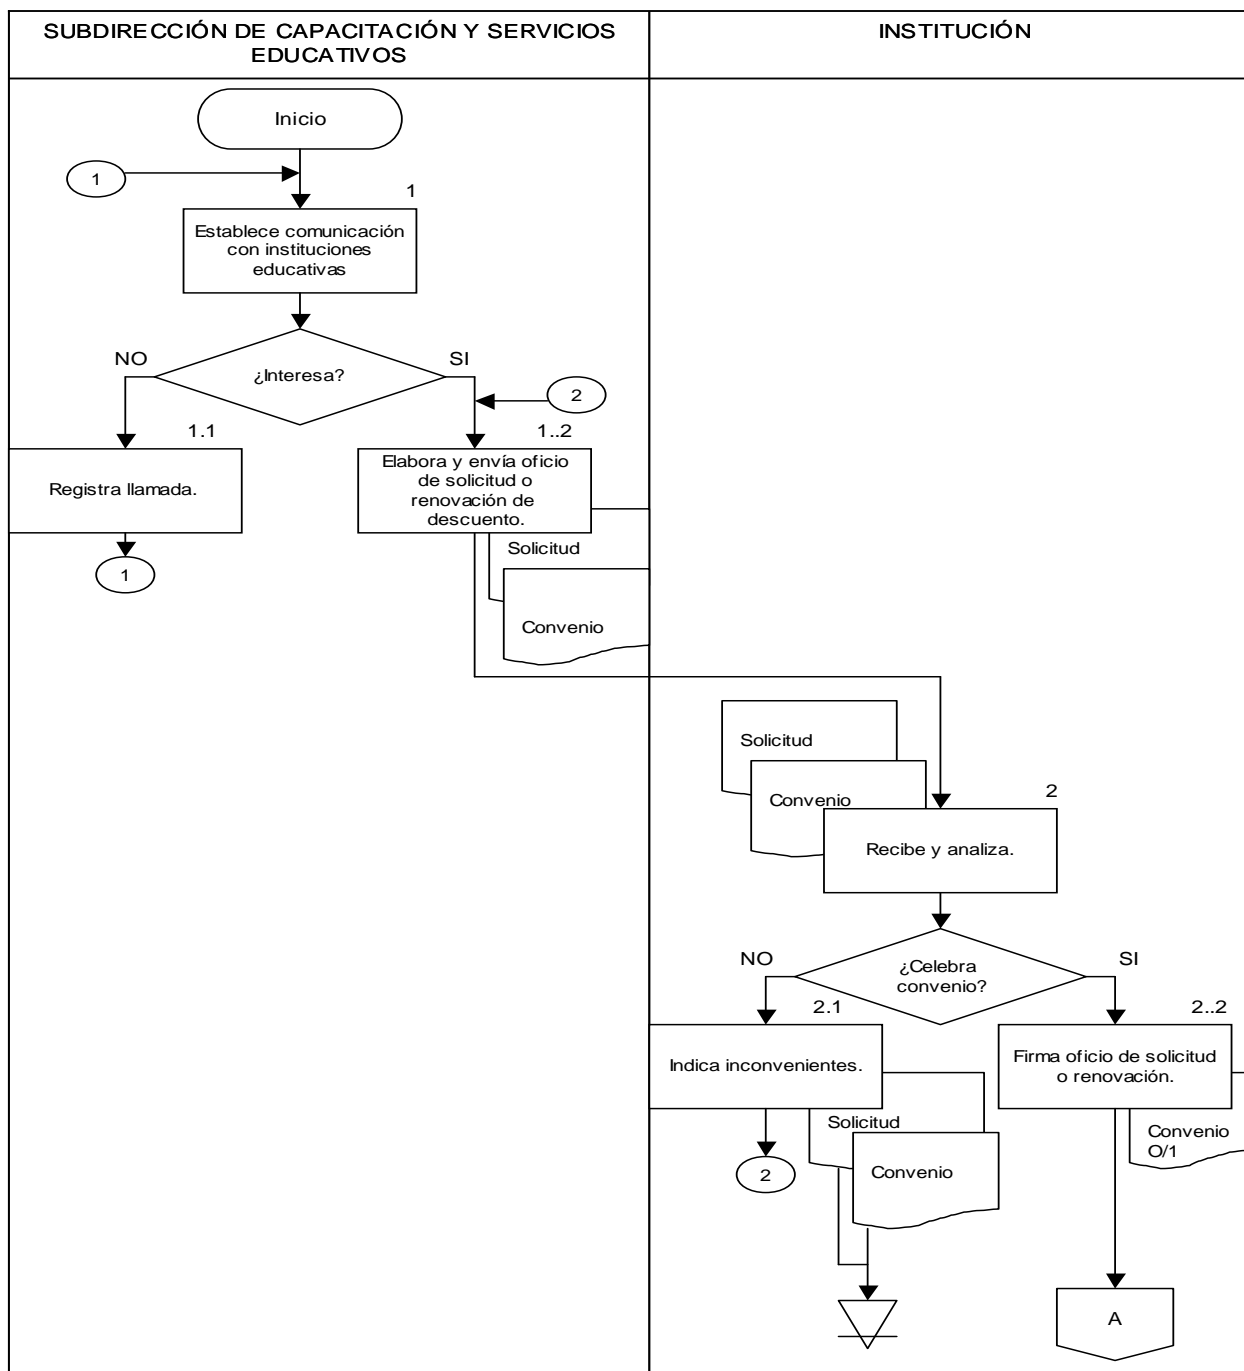 SUBDIRECCIÓN DE CAPACITACIÓN Y SERVICIOS
EDUCATIVOS
INSTITUCIÓN
Inicio
1
1
Establece comunicación
con instituciones
educativas
NO
SI
¿Interesa?
2
1.1
1..2
Registra llamada.
Elabora y envía oficio
de solicitud o
renovación de
descuento.
1
Solicitud
Convenio
Solicitud
Convenio
2
Recibe y analiza.
NO
SI
¿Celebra
convenio?
2.1
2..2
Indica inconvenientes.
Firma oficio de solicitud
o renovación.
Solicitud
Convenio
O/1
2
Convenio
A